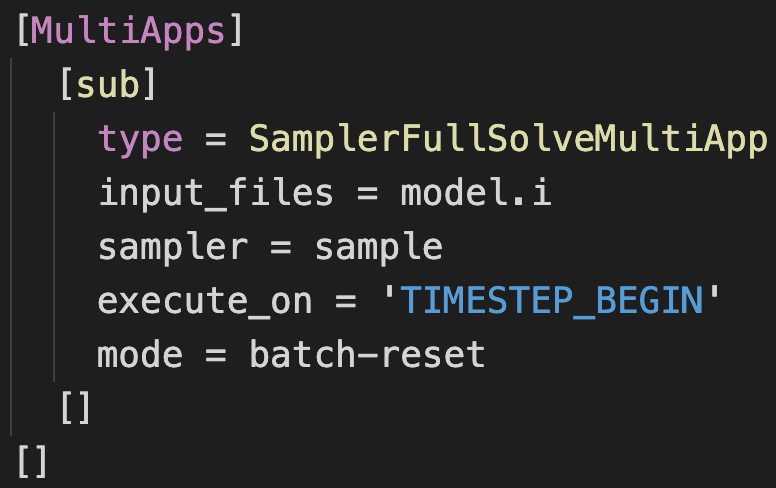 [MultiApps]
[sub]
type = SamplerFullSolveMultiApp
input_files = model.i
sampler = sample
execute_on = 'TIMESTEP_BEGIN'
mode = batch-reset
[]
[]